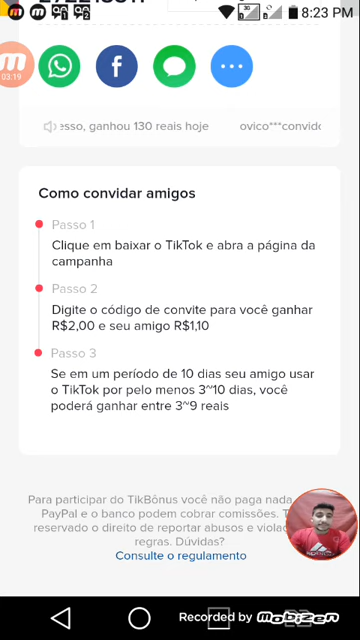 8:23 PM
03:19
esso, ganhou 130 reais hoje ovico***convidc
Como convidar amigos
Passo 1
Clique em baixar o TikTok e abra a página da
campanha
Passo 2
Digite o código de convite para você ganhar
R$2,00 e seu amigo R$1,10
Passo 3
Se em um período de 10 dias seu amigo usar
o TikTok por pelo menos 3~10 dias, você
poderá ganhar entre 3~9 reais
Para participar do TikBônus você não paga nada
PayPal e o banco podem cobrar comissões. T
reservado o direito de reportar abusos e viola
regras. Dúvidas?
Consulte o regulamento
Recorded by Mobizen